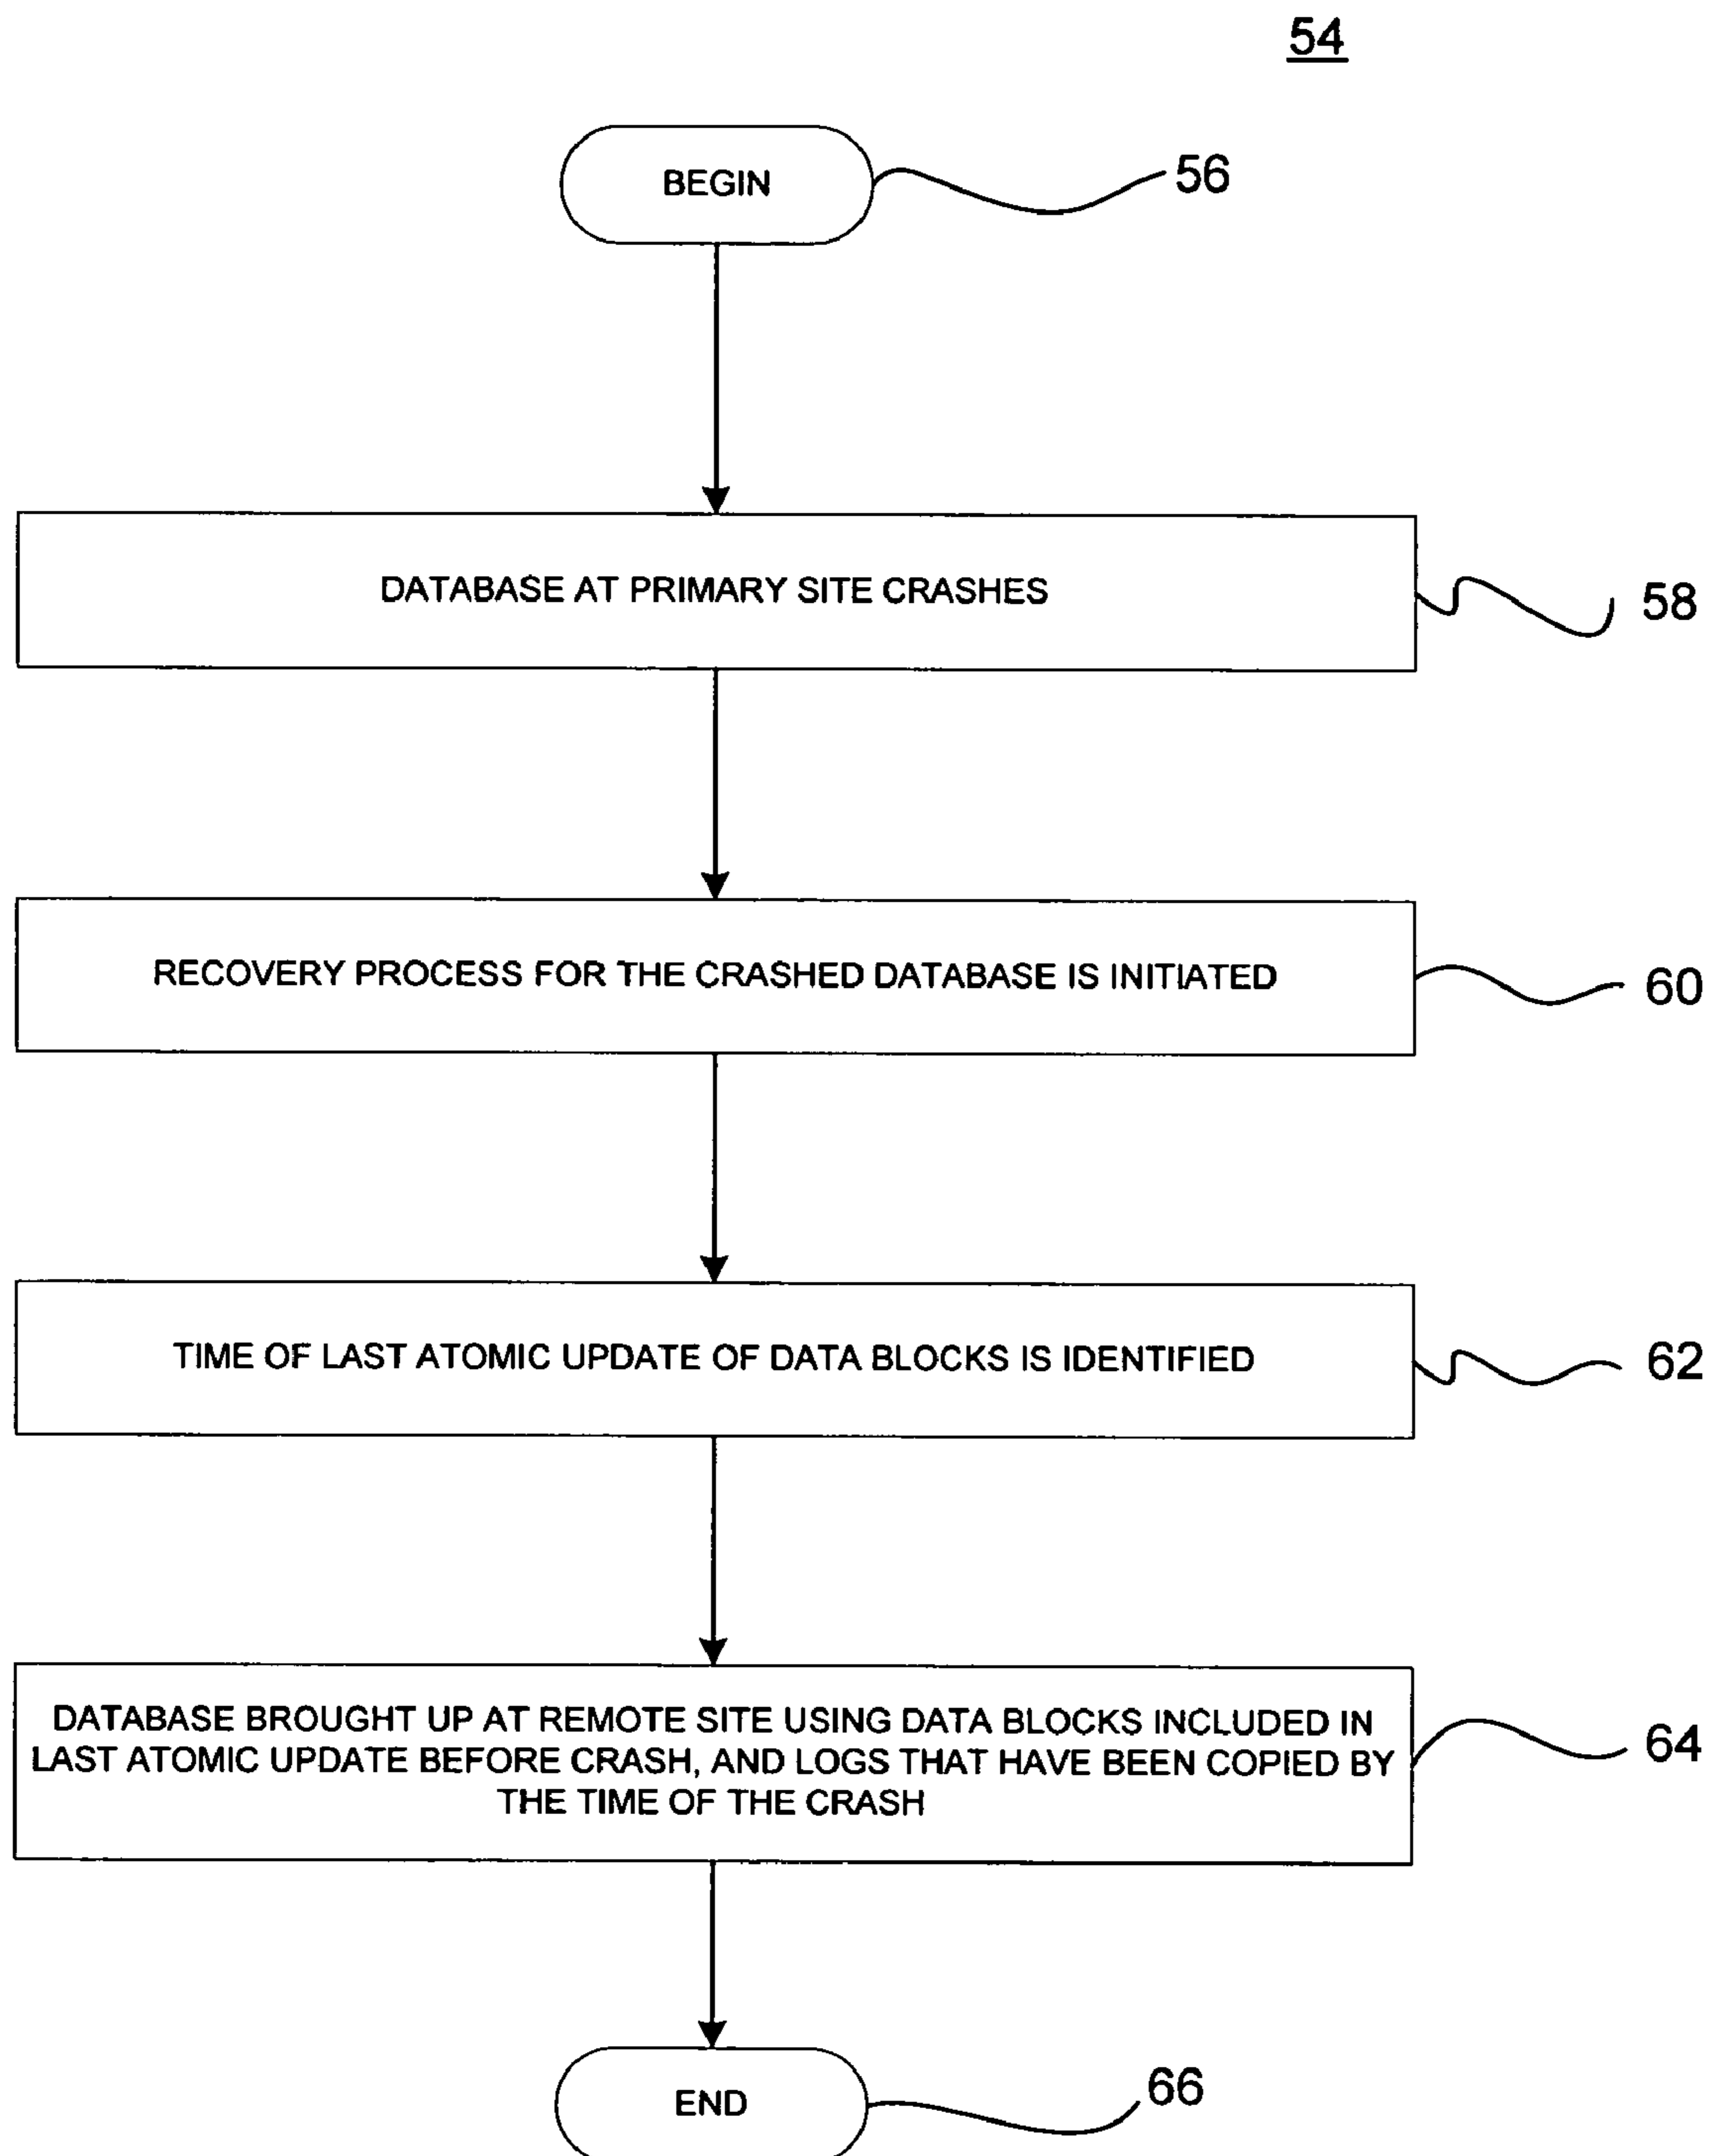 54
BEGIN
56
DATABASE AT PRIMARY SITE CRASHES
58
RECOVERY PROCESS FOR THE CRASHED DATABASE IS INITIATED
60
TIME OF LAST ATOMIC UPDATE OF DATA BLOCKS IS IDENTIFIED
62
DATABASE BROUGHT UP AT REMOTE SITE USING DATA BLOCKS INCLUDED IN
LAST ATOMIC UPDATE BEFORE CRASH, AND LOGS THAT HAVE BEEN COPIED BY
THE TIME OF THE CRASH
64
END
66